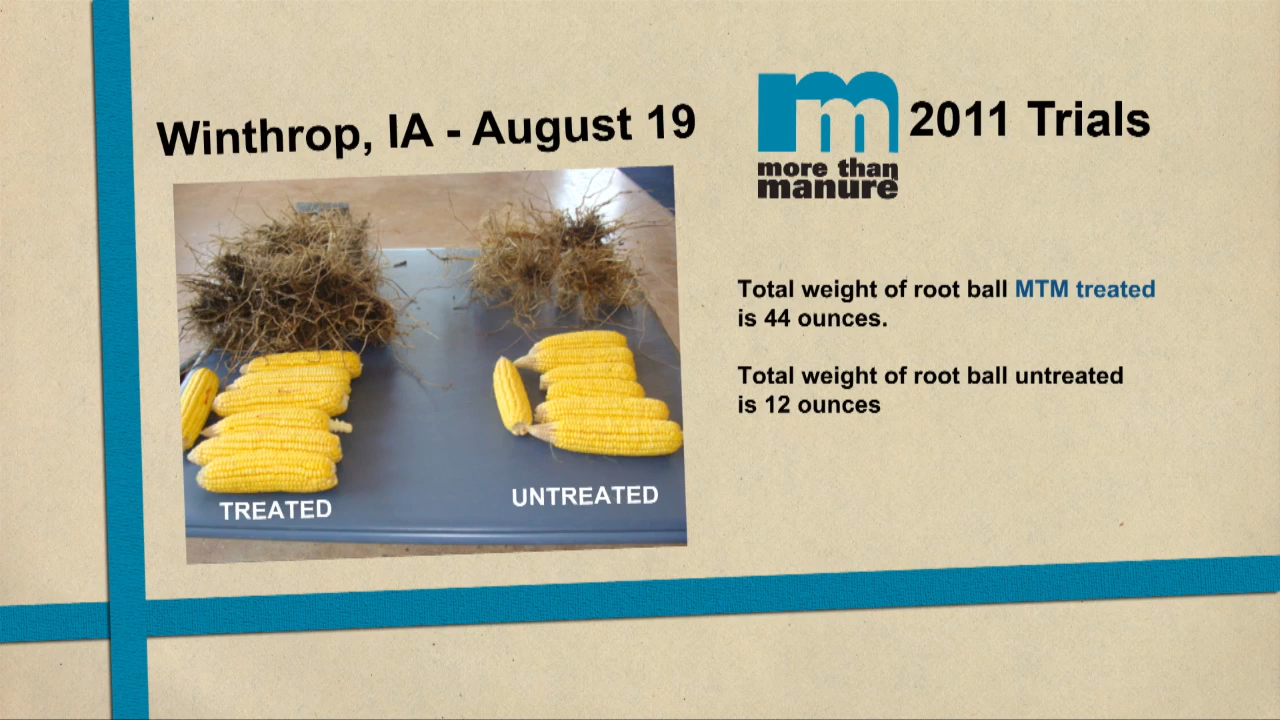 Winthrop, IA - August 19
m
more than
manure
2011 Trials
Total weight of root ball MTM treated
is 44 ounces.
Total weight of root ball untreated
is 12 ounces
TREATED
UNTREATED